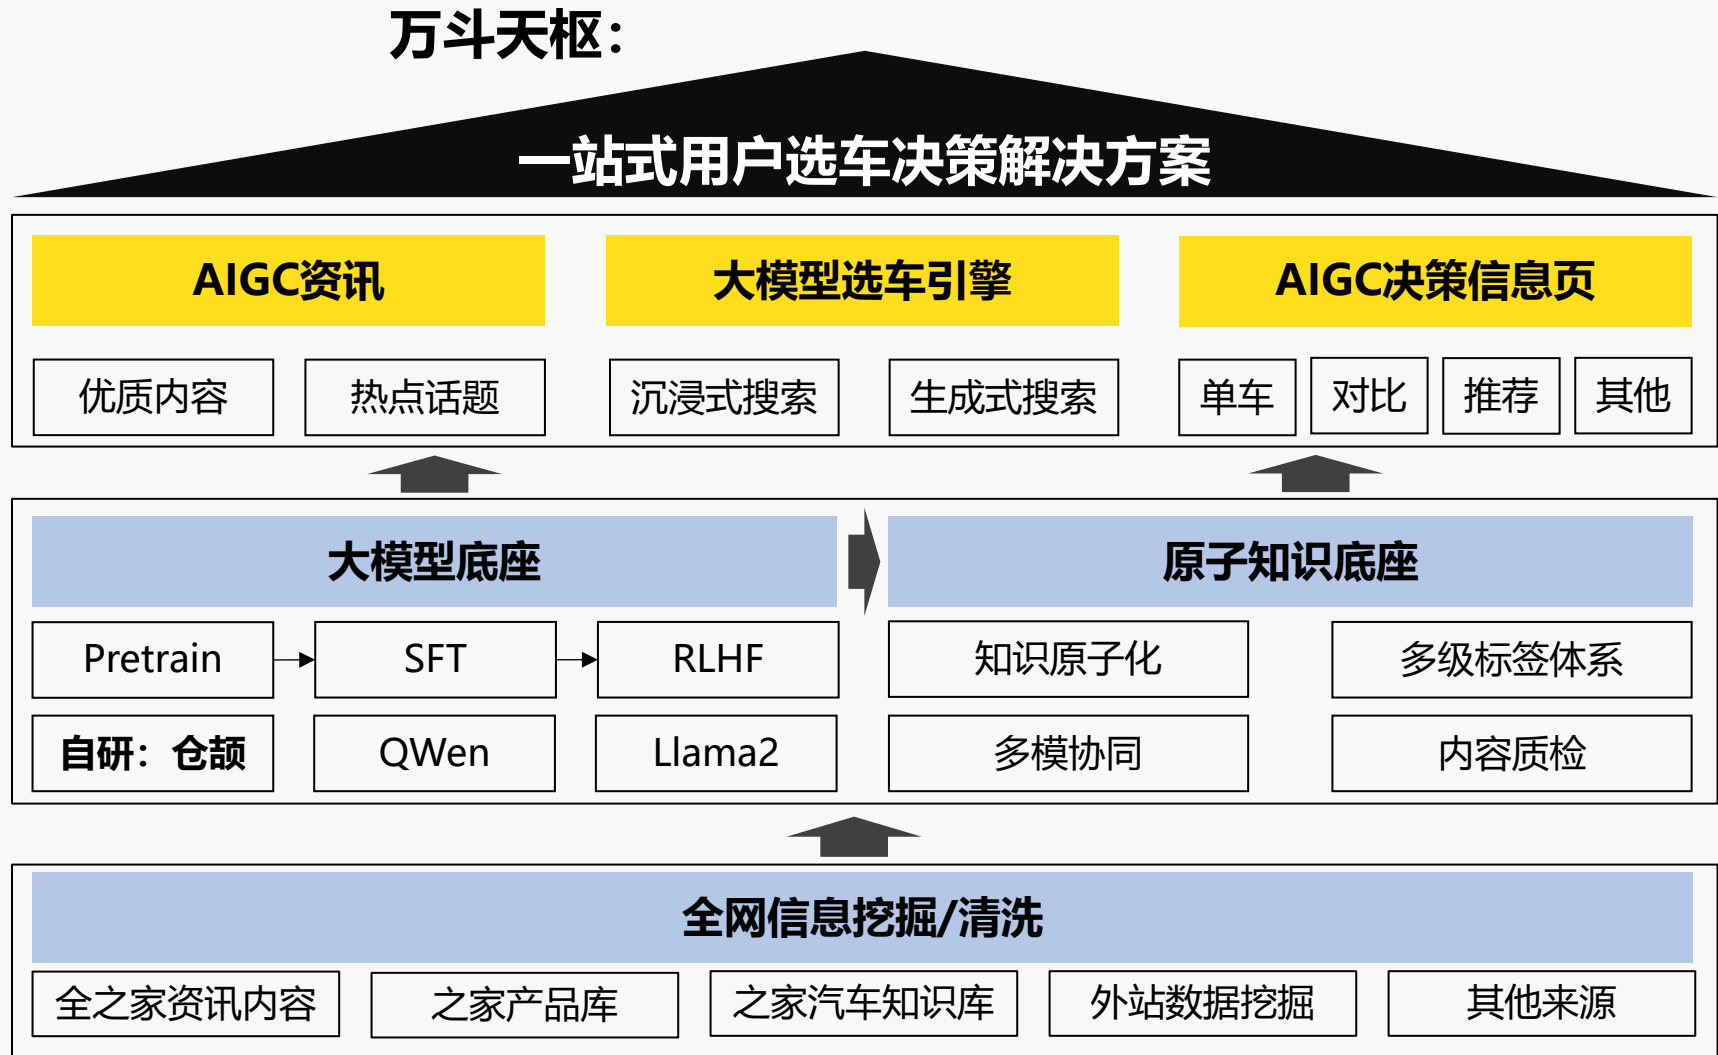 万斗天枢：
一站式用户选车决策解决方案
AIGC资讯
大模型选车引擎
AIGC决策信息页
优质内容
热点话题
沉浸式搜索
生成式搜索
单车
对比
推荐
其他
大模型底座
原子知识底座
Pretrain
SFT
RLHF
知识原子化
多级标签体系
自研：仓颉
QWen
Llama2
多模协同
内容质检
全网信息挖掘/清洗
全之家资讯内容
之家产品库
之家汽车知识库
外站数据挖掘
其他来源